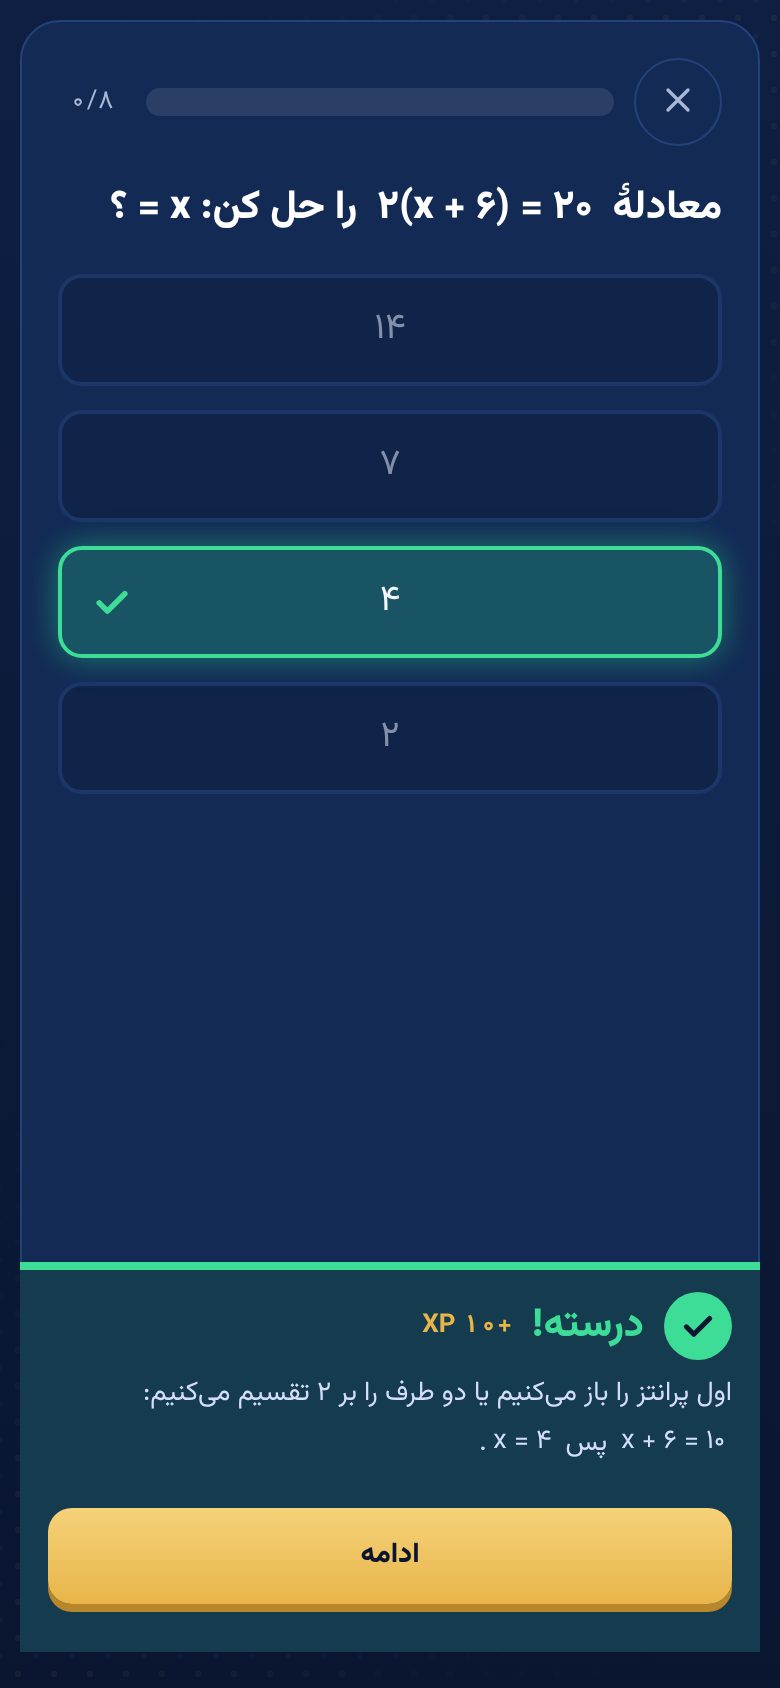 ۰/۸
معادلهٔ ۲(x + ۶) = ۲۰ را حل کن: x = ؟
۱۴
۷
۴
۲
درسته! +۱۰ XP
اول پرانتز را باز می‌کنیم یا دو طرف را بر ۲ تقسیم می‌کنیم:
x + ۶ = ۱۰ پس x = ۴ .
ادامه